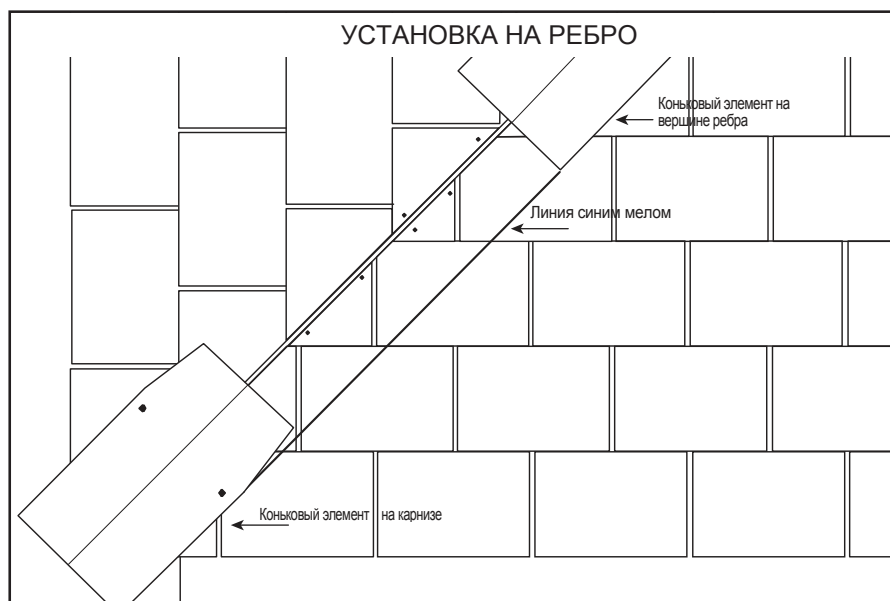 УСТАНОВКА НА РЕБРО
Коньковый элемент на
вершине ребра
Линия синим мелом
Коньковый элемент на карнизе